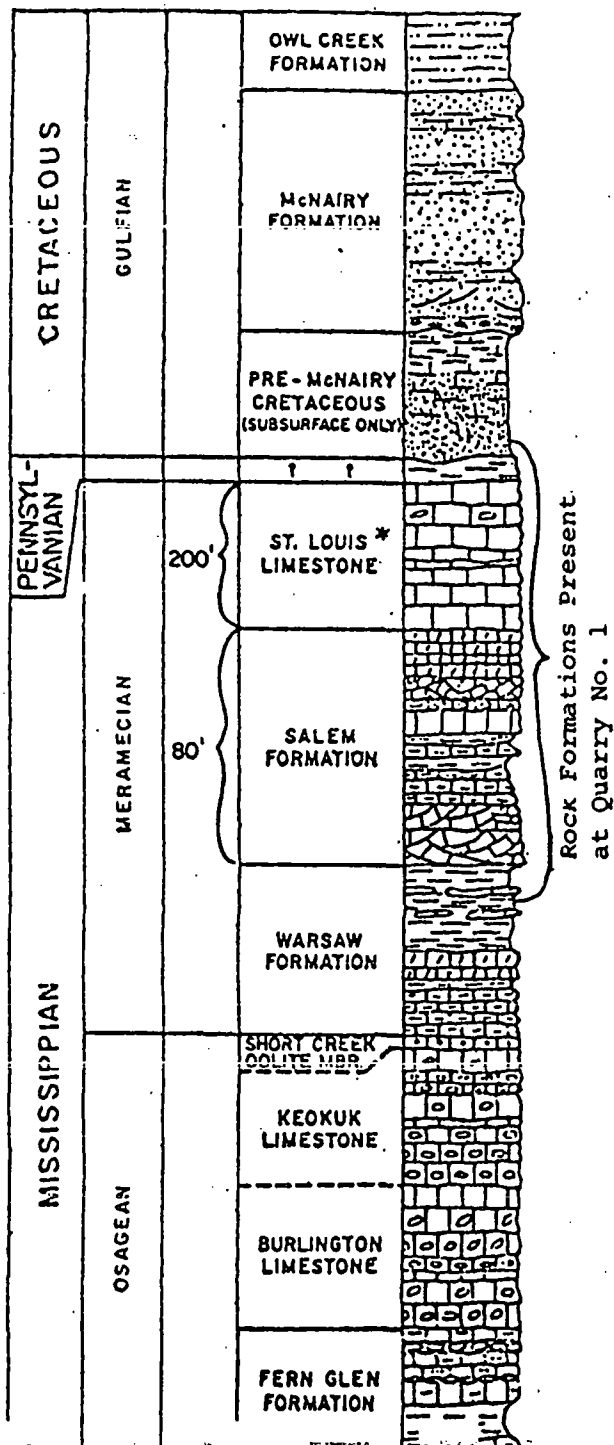 OWL CREEK
FORMATION
CRETACEOUS
GULFIAN
McNAIRY
FORMATION
PRE-McNAIRY
CRETACEOUS
(SUBSURFACE ONLY)
PENNSYL-
VANIAN
200'
ST. LOUIS *
LIMESTONE
MERAMECIAN
80'
SALEM
FORMATION
Rock Formations Present
at Quarry No. 1
WARSAW
FORMATION
MISSISSIPPIAN
OSAGEAN
SHORT CREEK
OOLITE MBR.
KEOKUK
LIMESTONE
BURLINGTON
LIMESTONE
FERN GLEN
FORMATION